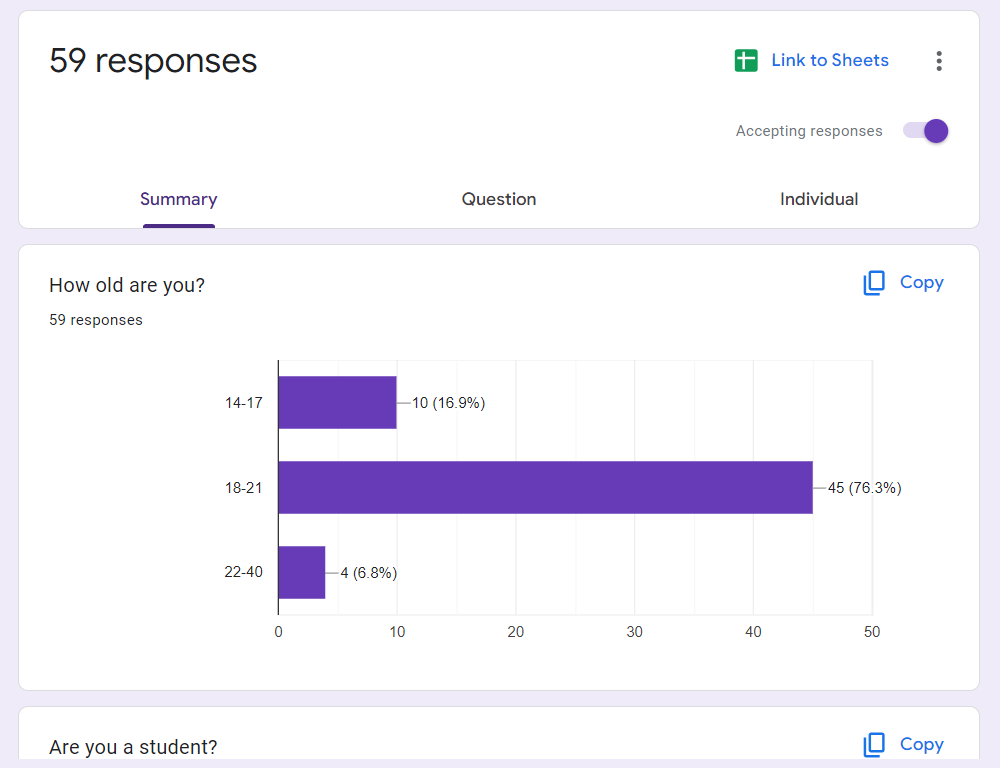 59 responses
Link to Sheets
Accepting responses
Summary Question Individual
How old are you?
Copy
59 responses
14-17 10 (16.9%)
18-21 45 (76.3%)
22-40 4 (6.8%)
0 10 20 30 40 50
Are you a student?
Copy